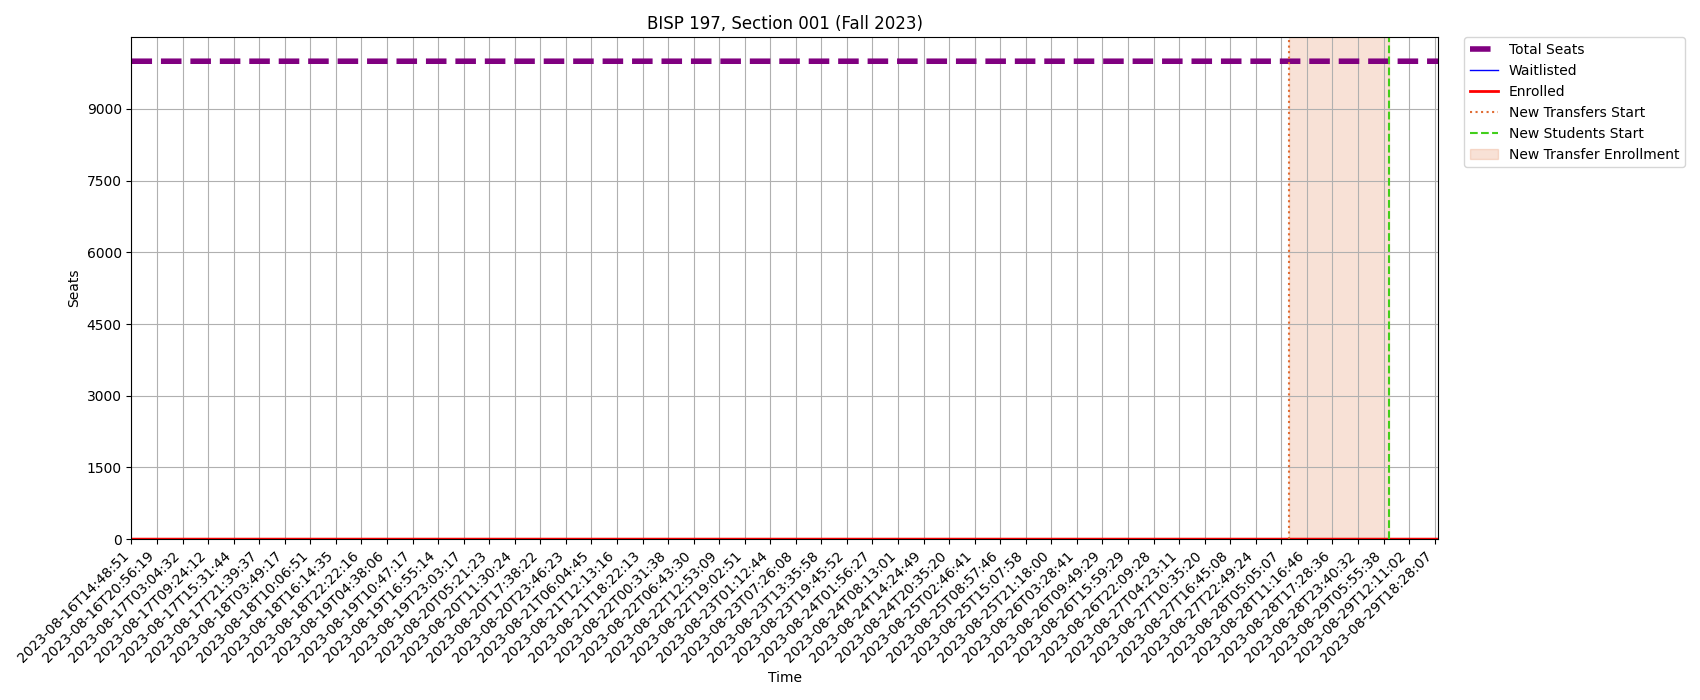 BISP 197, Section 001 (Fall 2023)
Total Seats
Waitlisted
Enrolled
New Transfers Start
New Students Start
New Transfer Enrollment
Seats
9000
7500
6000
4500
3000
1500
0
2023-08-16T14:48:51
2023-08-16T20:56:19
2023-08-17T03:04:32
2023-08-17T09:24:12
2023-08-17T15:31:44
2023-08-17T21:39:37
2023-08-18T03:49:17
2023-08-18T10:06:51
2023-08-18T16:14:35
2023-08-18T22:22:16
2023-08-19T04:38:06
2023-08-19T10:47:17
2023-08-19T16:55:14
2023-08-19T23:03:17
2023-08-20T05:21:23
2023-08-20T11:30:24
2023-08-20T17:38:22
2023-08-20T23:46:23
2023-08-21T06:04:45
2023-08-21T12:13:16
2023-08-21T18:22:13
2023-08-22T00:31:38
2023-08-22T06:43:30
2023-08-22T12:53:09
2023-08-22T19:02:51
2023-08-23T01:12:44
2023-08-23T07:26:08
2023-08-23T13:35:58
2023-08-23T19:45:52
2023-08-24T01:56:27
2023-08-24T08:13:01
2023-08-24T14:24:49
2023-08-24T20:35:20
2023-08-25T02:46:41
2023-08-25T08:57:46
2023-08-25T15:07:58
2023-08-25T21:18:00
2023-08-26T03:28:41
2023-08-26T09:49:29
2023-08-26T15:59:29
2023-08-26T22:09:28
2023-08-27T04:23:11
2023-08-27T10:35:20
2023-08-27T16:45:08
2023-08-27T22:49:24
2023-08-28T05:05:07
2023-08-28T11:16:46
2023-08-28T17:28:36
2023-08-28T23:40:32
2023-08-29T05:55:38
2023-08-29T12:11:02
2023-08-29T18:28:07
Time